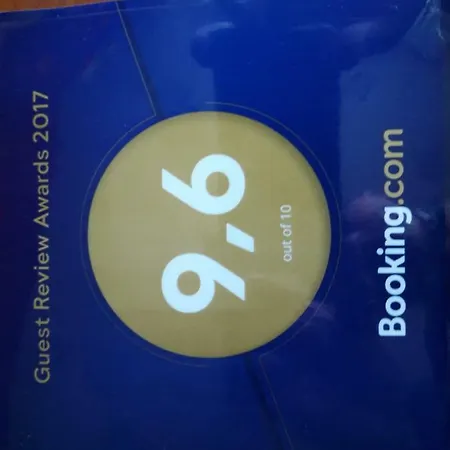 Guest Review Awards 2017
9,6
out of 10
Booking.com